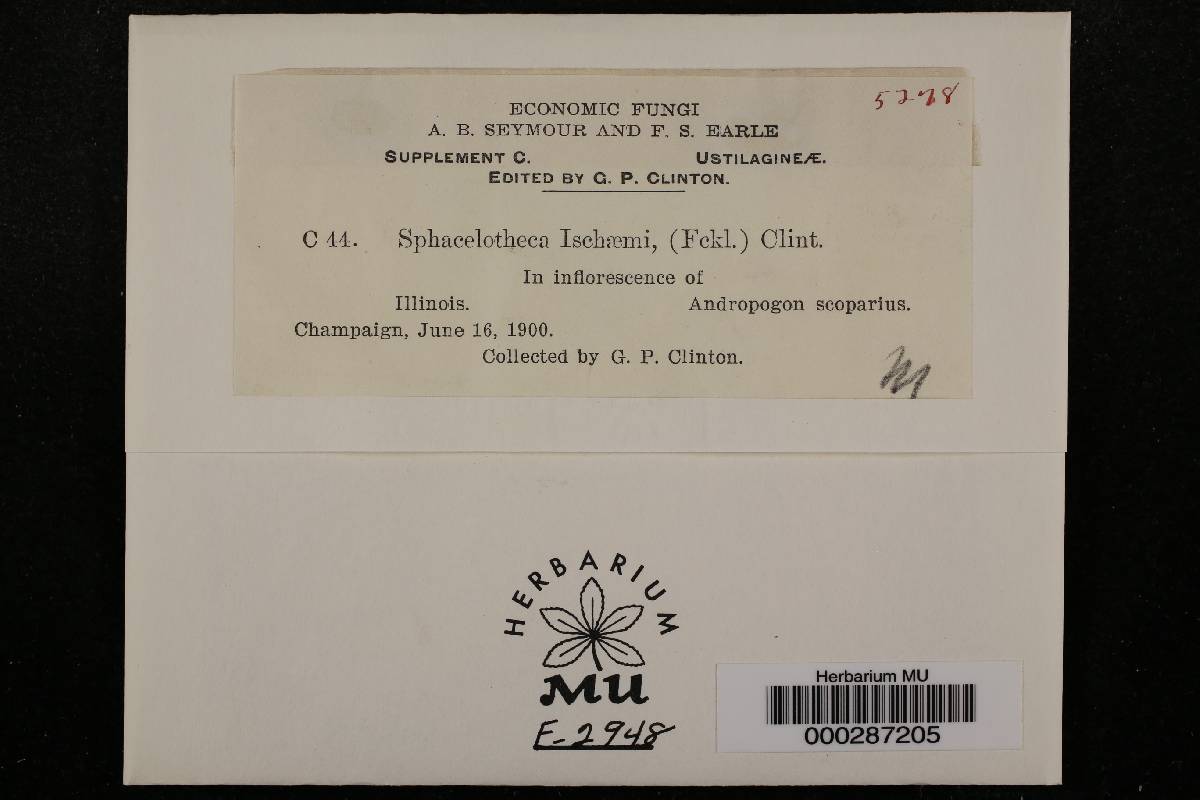 5298
ECONOMIC FUNGI
A. B. SEYMOUR AND F. S. EARLE
SUPPLEMENT C. USTILAGINEÆ.
EDITED BY G. P. CLINTON.
C 44. Sphacelotheca Ischæmi, (Fckl.) Clint.
In inflorescence of
Illinois. Andropogon scoparius.
Champaign, June 16, 1900.
Collected by G. P. Clinton.
M
HERBARIUM
MU
F-2948
Herbarium MU
000287205